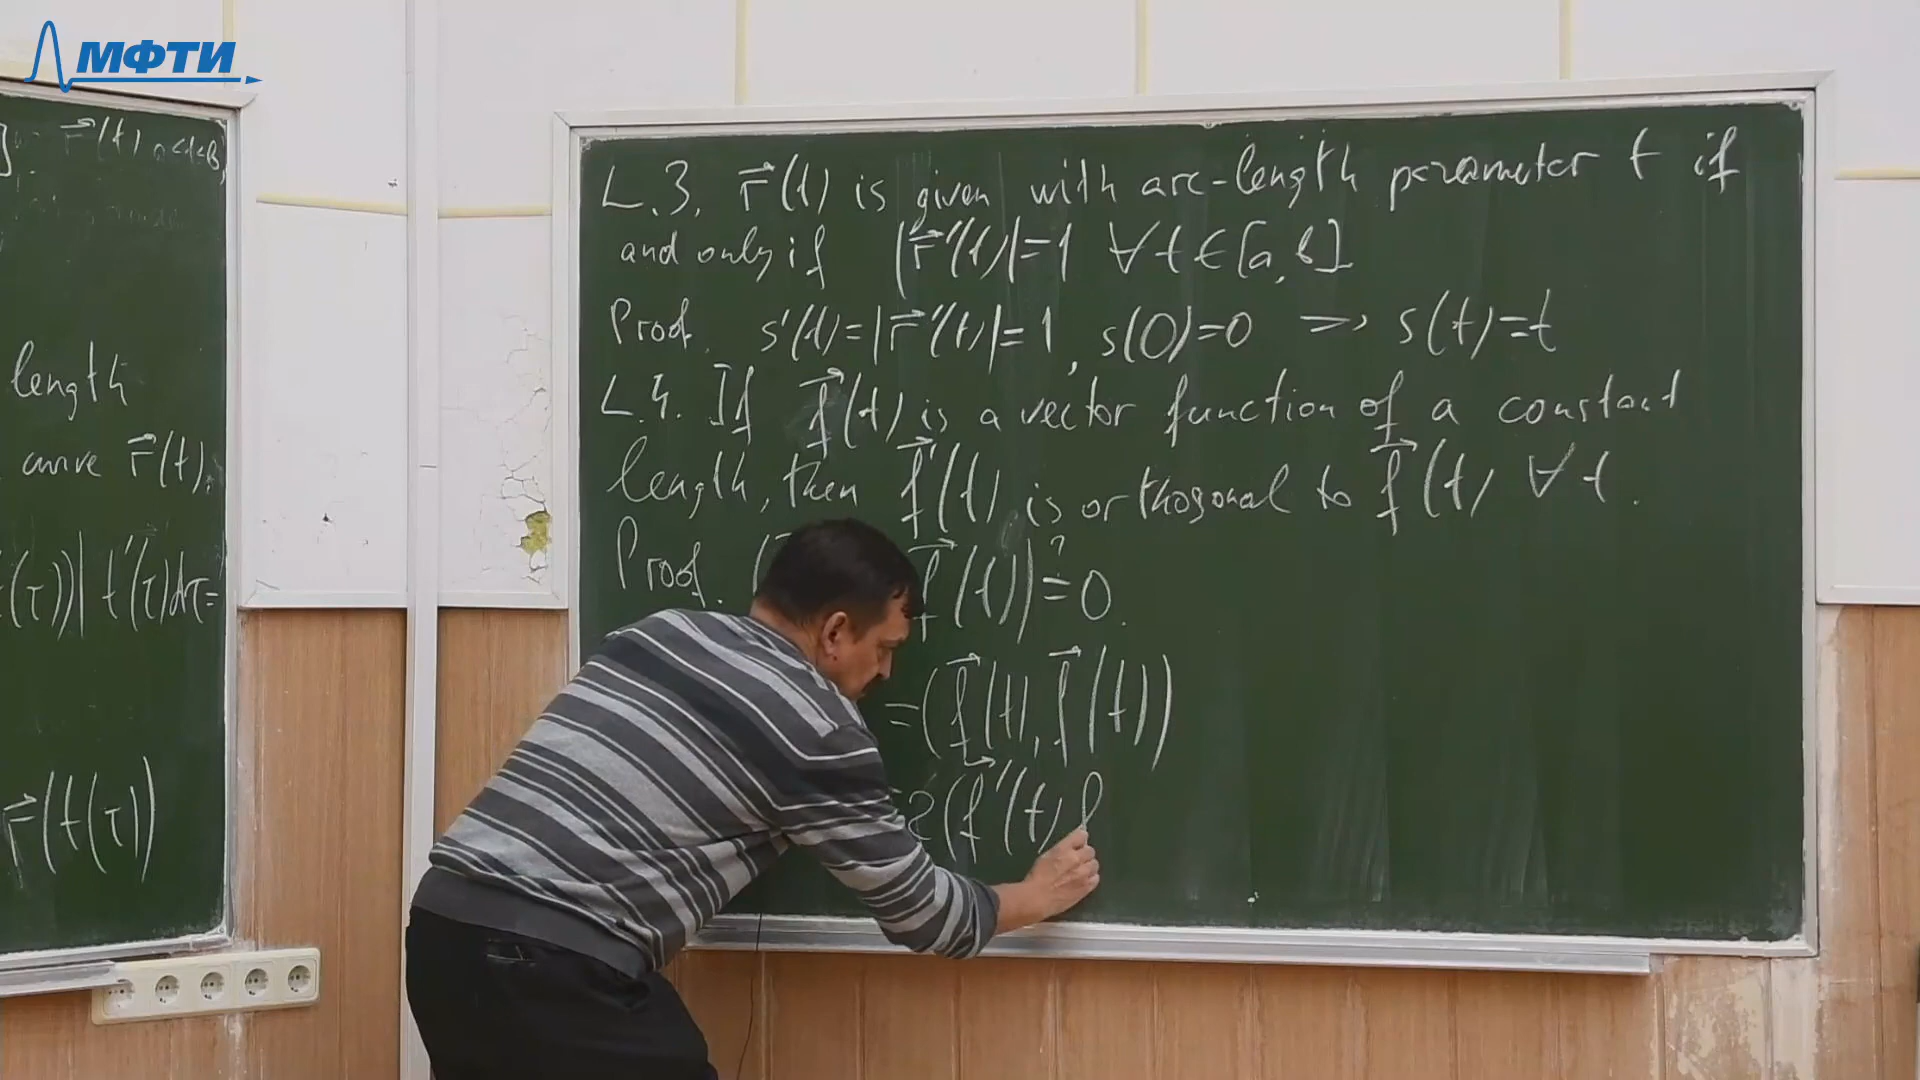 МФТИ
r⃗(t), a≤t≤b,
length
curve r⃗(t).
(τ))| t'(τ)dτ=
r⃗(t(τ))
L.3. r⃗(t) is given with arc-length parameter t if
and only if |r⃗'(t)|=1 ∀t∈[a,b]
Proof. s'(t)=|r⃗'(t)|=1, s(0)=0 => s(t)=t
L.4. If f⃗(t) is a vector function of a constant
length, then f⃗'(t) is orthogonal to f⃗(t) ∀t.
Proof. ( f⃗(t)) ?= 0.
=(f⃗(t), f⃗(t))
=2(f⃗'(t), f